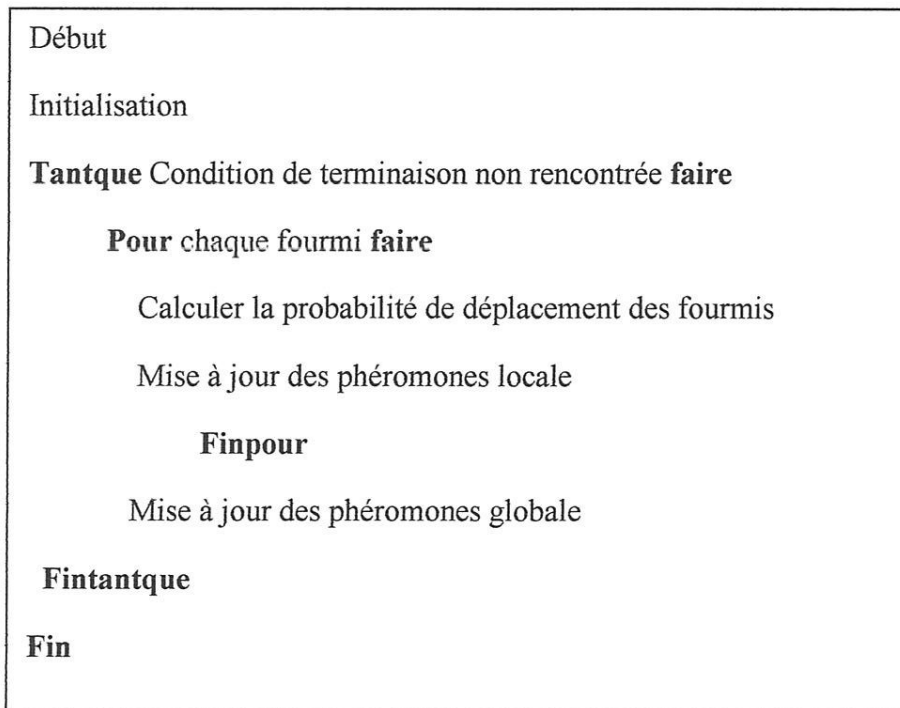 Début
Initialisation
Tantque Condition de terminaison non rencontrée faire
Pour chaque fourmi faire
Calculer la probabilité de déplacement des fourmis
Mise à jour des phéromones locale
Finpour
Mise à jour des phéromones globale
Fintantque
Fin